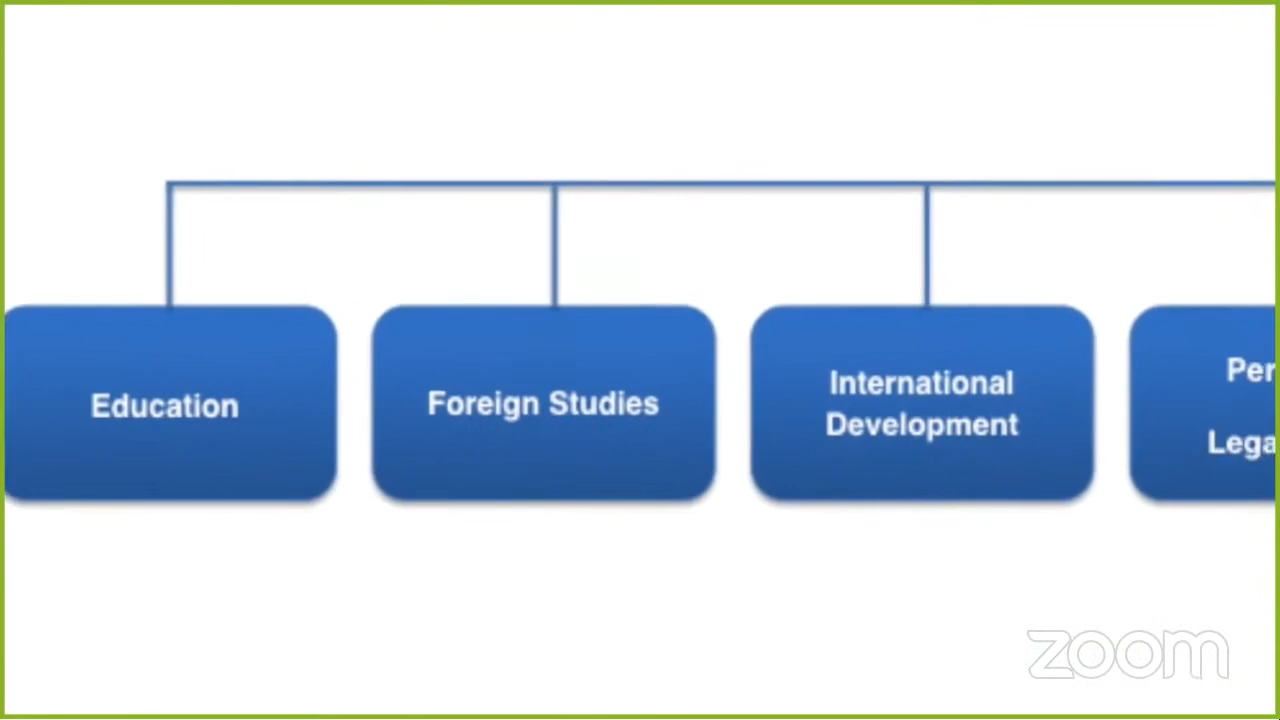 Education
Foreign Studies
International
Development
zoom